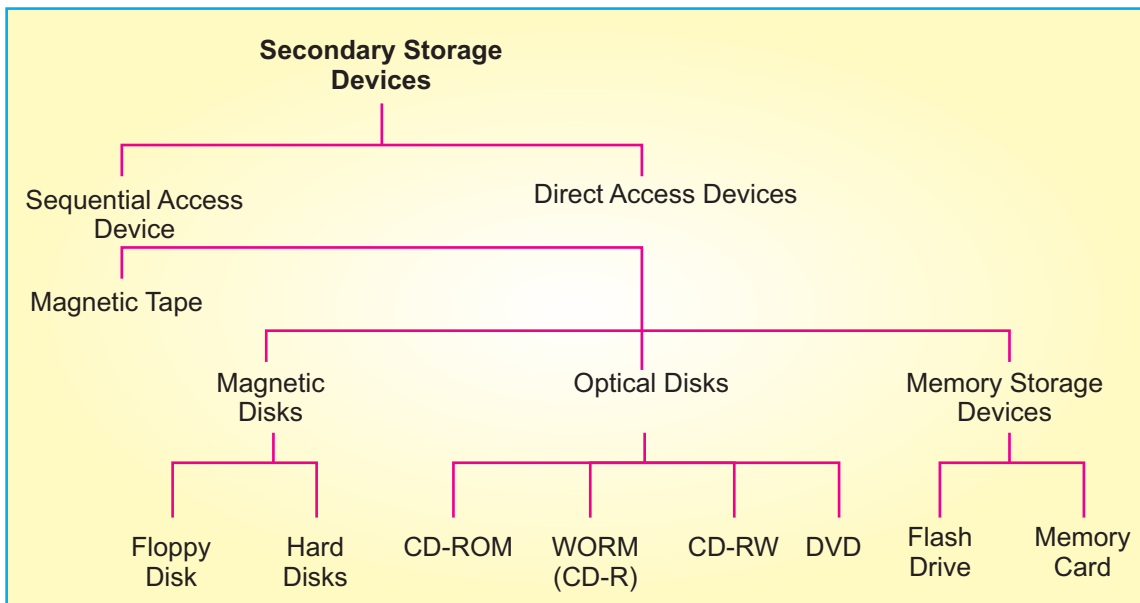 Secondary Storage
Devices
Sequential Access
Device
Direct Access Devices
Magnetic Tape
Magnetic
Disks
Optical Disks
Memory Storage
Devices
Floppy
Disk
Hard
Disks
CD-ROM
WORM
(CD-R)
CD-RW
DVD
Flash
Drive
Memory
Card